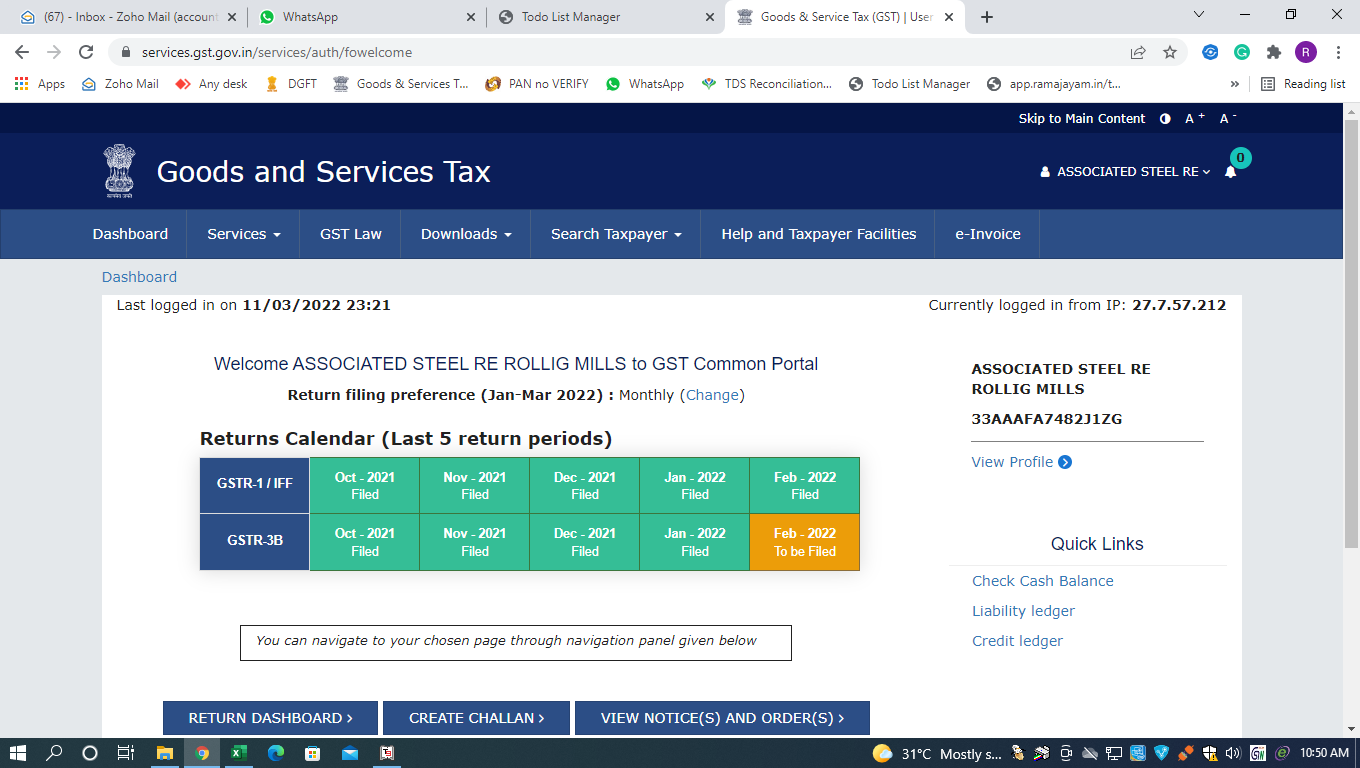 (67) - Inbox - Zoho Mail (account
WhatsApp
Todo List Manager
Goods & Service Tax (GST) | User
services.gst.gov.in/services/auth/fowelcome
R
Apps
Zoho Mail
Any desk
DGFT
Goods & Services T...
PAN no VERIFY
WhatsApp
TDS Reconciliation...
Todo List Manager
app.ramajayam.in/t...
»
Reading list
Skip to Main Content
A +
A -
सत्यमेव जयते
Goods and Services Tax
ASSOCIATED STEEL RE
0
Dashboard
Services
GST Law
Downloads
Search Taxpayer
Help and Taxpayer Facilities
e-Invoice
Dashboard
Last logged in on 11/03/2022 23:21
Currently logged in from IP: 27.7.57.212
Welcome ASSOCIATED STEEL RE ROLLIG MILLS to GST Common Portal
Return filing preference (Jan-Mar 2022) : Monthly (Change)
ASSOCIATED STEEL RE
ROLLIG MILLS
33AAAFA7482J1ZG
View Profile
Returns Calendar (Last 5 return periods)
GSTR-1 / IFF
Oct - 2021
Filed
Nov - 2021
Filed
Dec - 2021
Filed
Jan - 2022
Filed
Feb - 2022
Filed
GSTR-3B
Oct - 2021
Filed
Nov - 2021
Filed
Dec - 2021
Filed
Jan - 2022
Filed
Feb - 2022
To be Filed
Quick Links
Check Cash Balance
Liability ledger
Credit ledger
You can navigate to your chosen page through navigation panel given below
RETURN DASHBOARD >
CREATE CHALLAN >
VIEW NOTICE(S) AND ORDER(S) >
31°C Mostly s...
10:50 AM